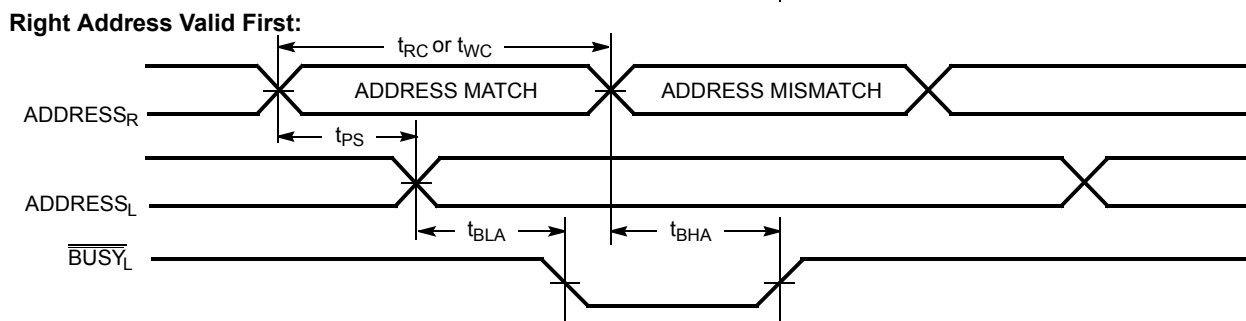 Right Address Valid First:
tRC or tWC
ADDRESS MATCH ADDRESS MISMATCH
ADDRESSR
tPS
ADDRESSL
tBLA tBHA
BUSYL